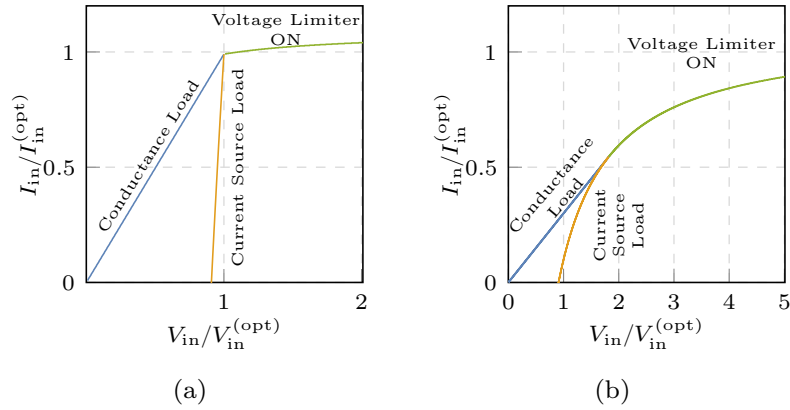 Voltage Limiter
ON
1
0.5
0
I_in/I_in^(opt)
Conductance Load
Current Source Load
1
2
V_in/V_in^(opt)
(a)
Voltage Limiter
ON
1
0.5
0
I_in/I_in^(opt)
Conductance
Load
Current
Source
Load
0
1
2
3
4
5
V_in/V_in^(opt)
(b)